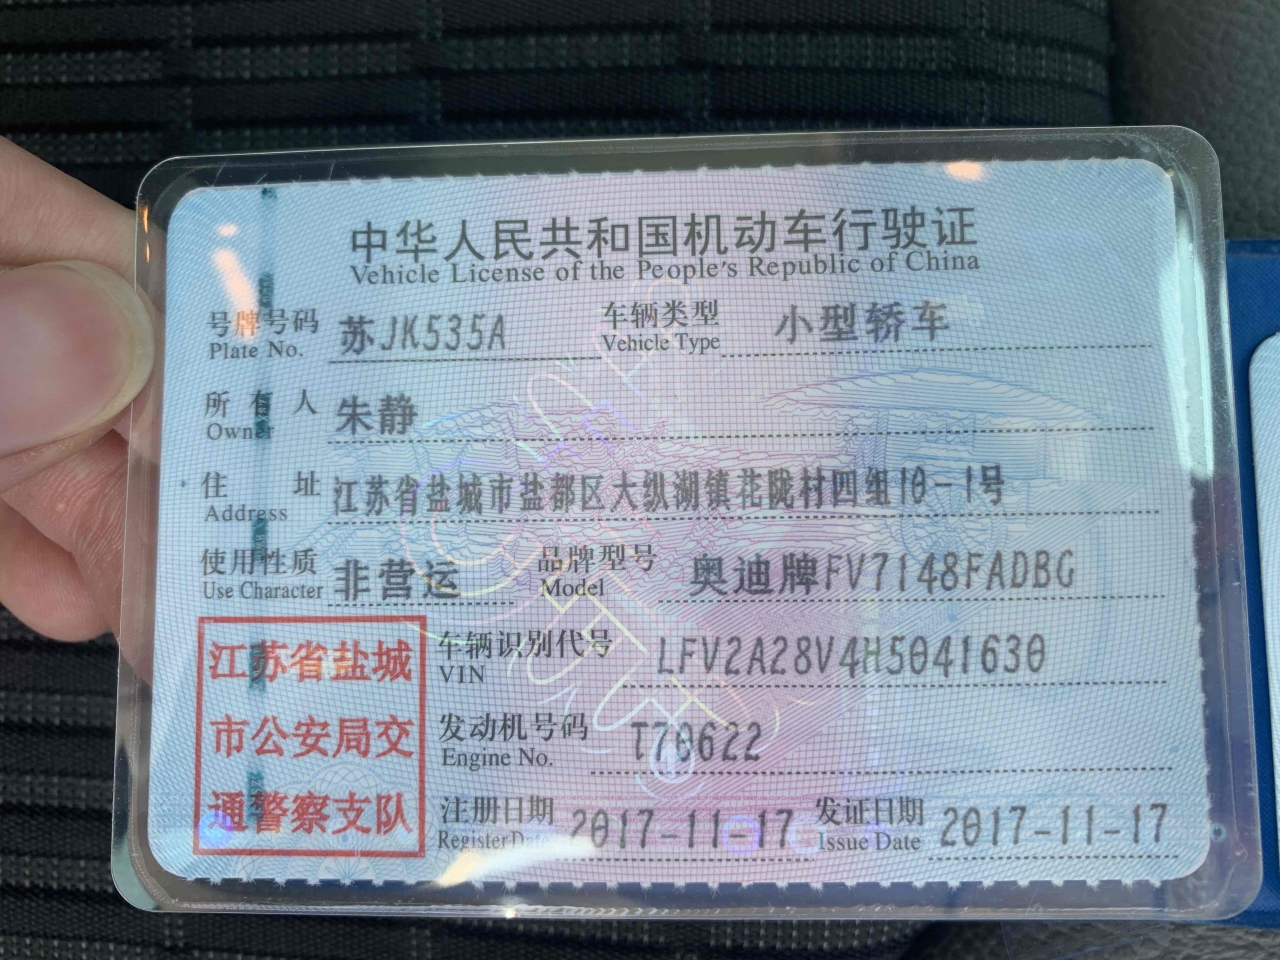 中华人民共和国机动车行驶证
Vehicle License of the People's Republic of China
号牌号码 苏JK535A 车辆类型 小型轿车
Plate No. Vehicle Type
所有人 朱静
Owner
住址 江苏省盐城市盐都区大纵湖镇花陇村四组10-1号
Address
使用性质 非营运 品牌型号 奥迪牌FV7148FADBG
Use Character Model
江苏省盐城
市公安局交
通警察支队
车辆识别代号 LFV2A28V4H5041630
VIN
发动机号码 T70622
Engine No.
注册日期 2017-11-17 发证日期 2017-11-17
Register Date Issue Date